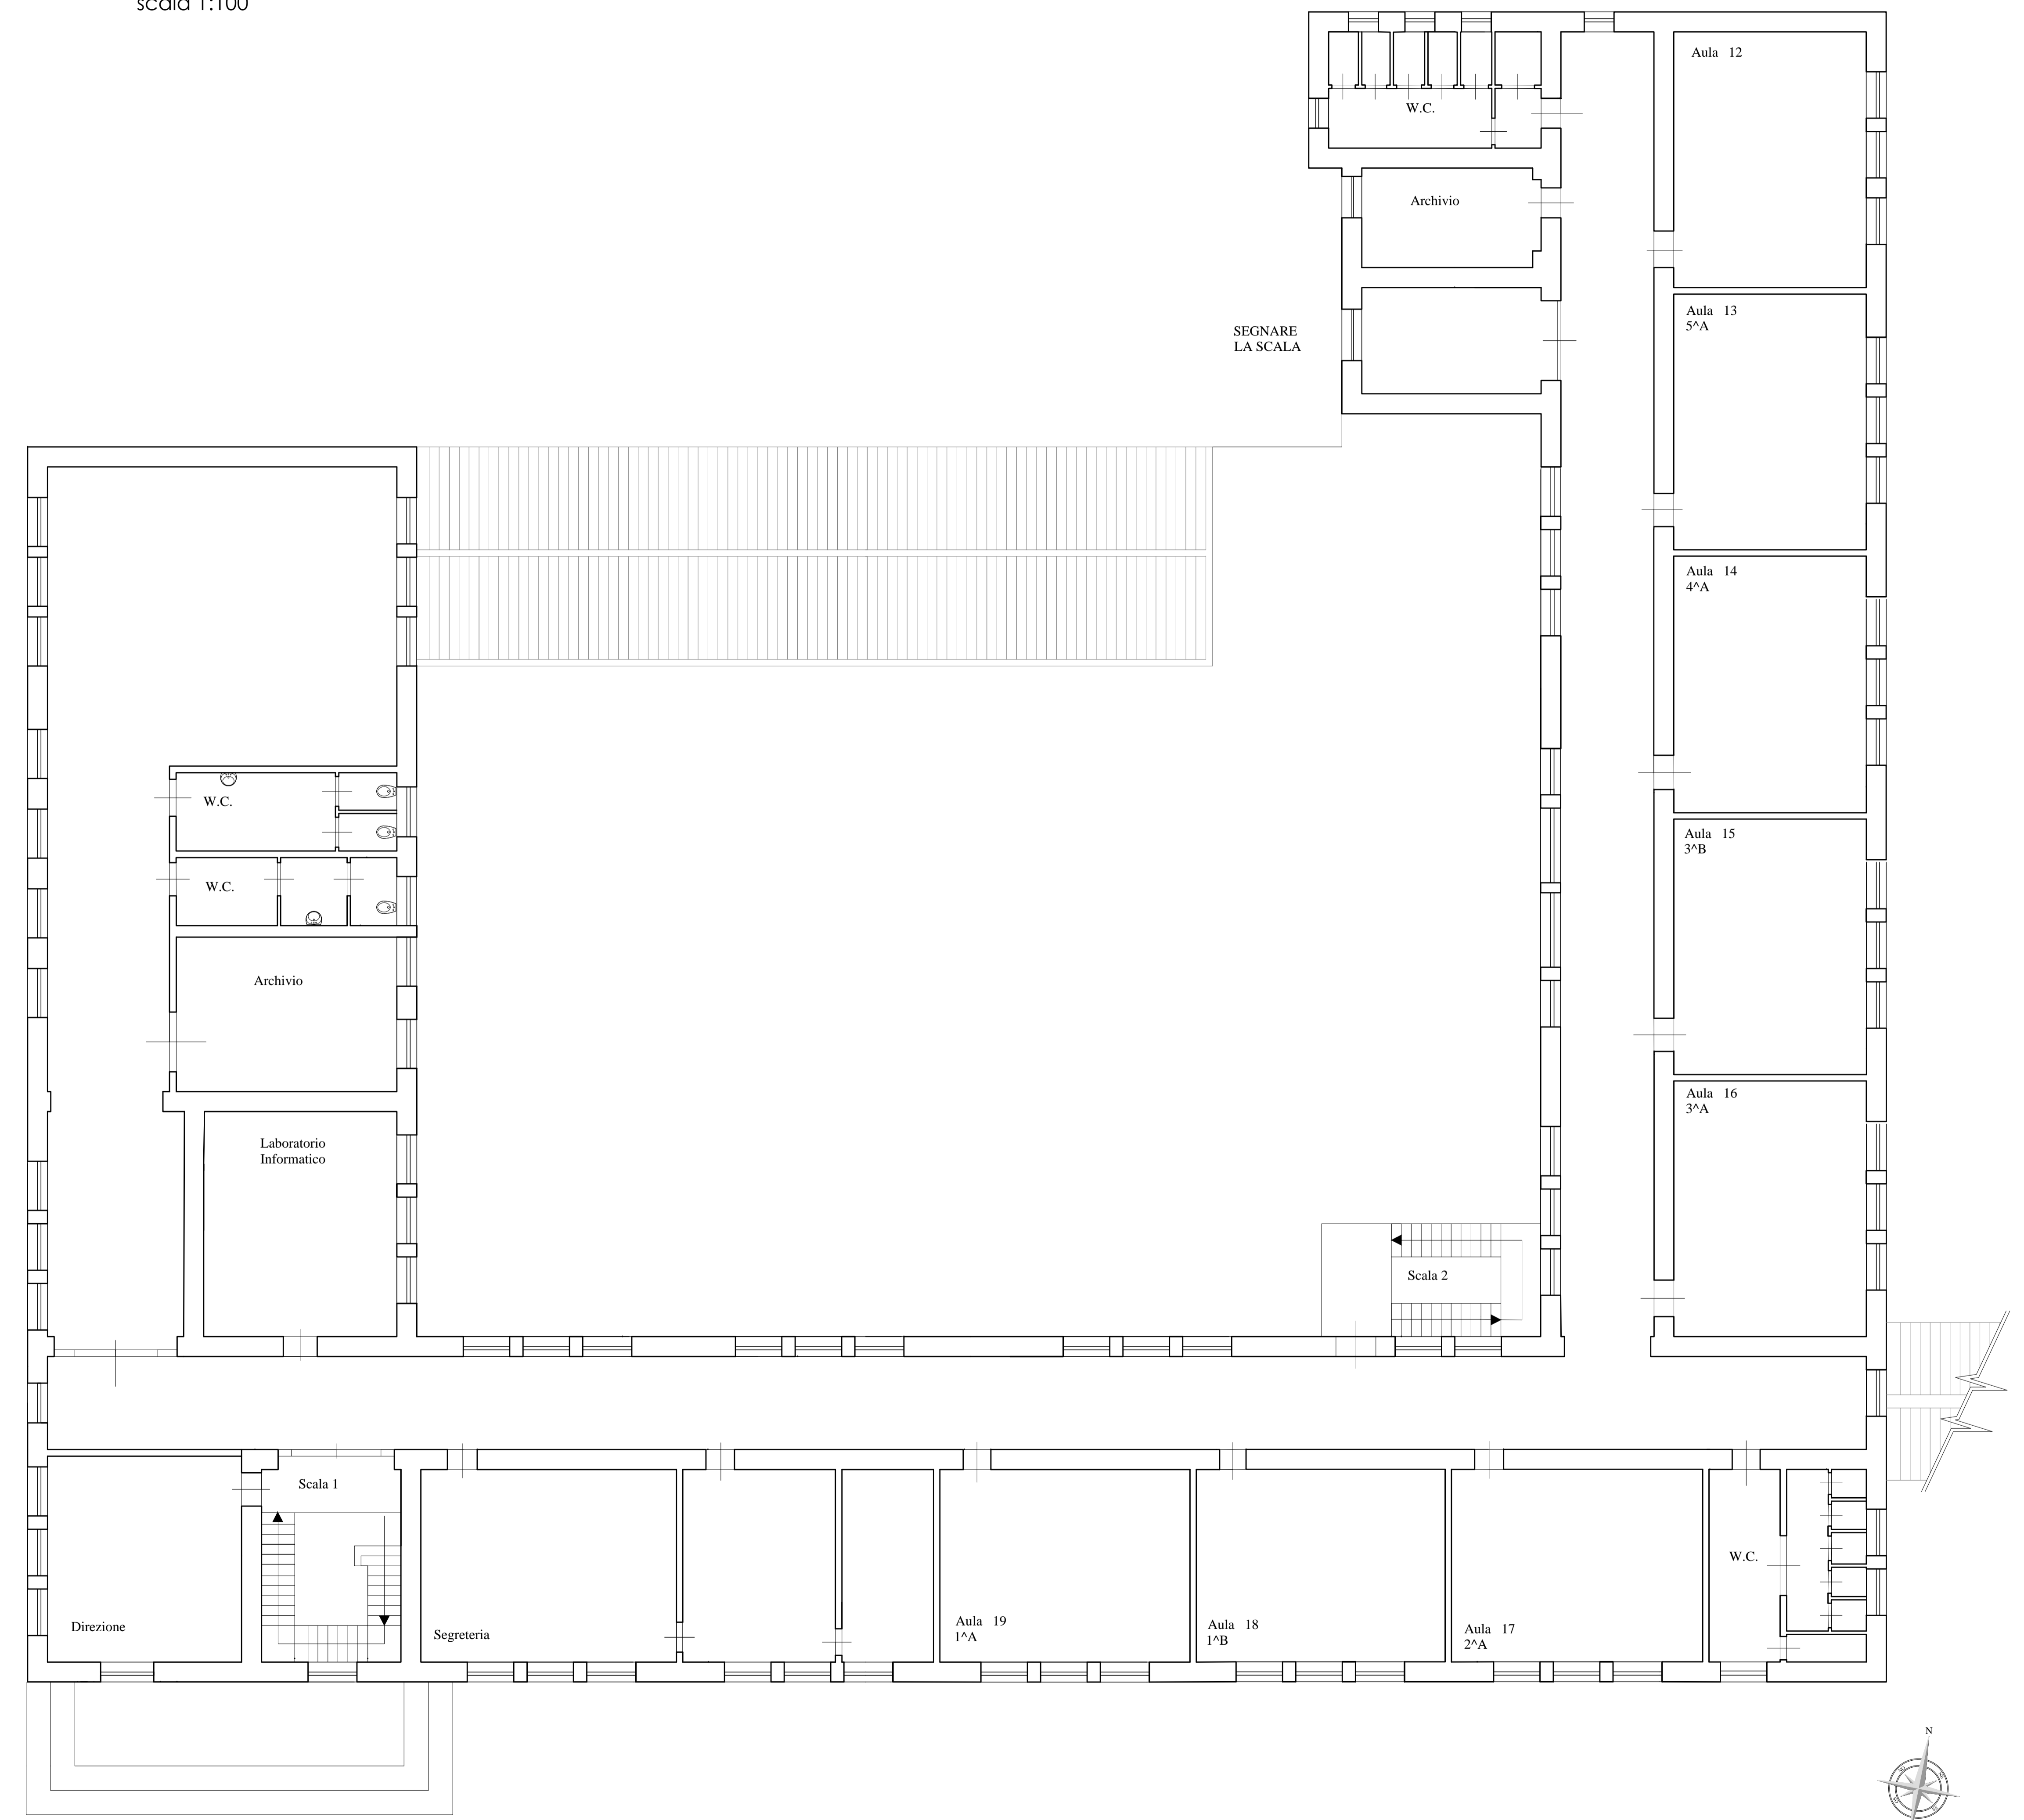 scala 1:100
Aula 12
W.C.
Archivio
Aula 13
5^A
SEGNARE
LA SCALA
Aula 14
4^A
W.C.
Aula 15
3^B
W.C.
Archivio
Aula 16
3^A
Laboratorio
Informatico
Scala 2
Scala 1
W.C.
Direzione
Segreteria
Aula 19
1^A
Aula 18
1^B
Aula 17
2^A
N